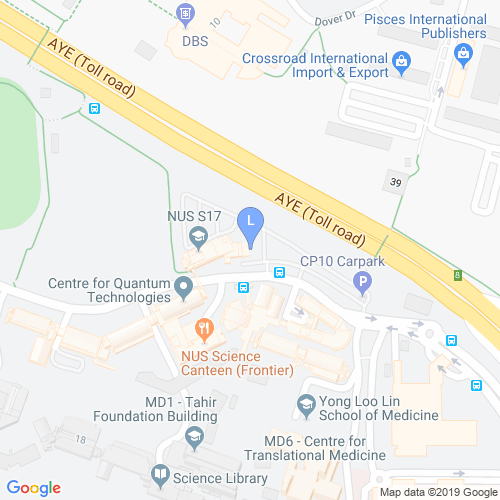 Dover Dr
Pisces International
Publishers
10
DBS
AYE (Toll road)
Crossroad International
Import & Export
39
AYE (Toll road)
NUS S17
L
CP10 Carpark
P
8
Centre for Quantum
Technologies
NUS Science
Canteen (Frontier)
MD1 - Tahir
Foundation Building
Yong Loo Lin
School of Medicine
18
MD6 - Centre for
Translational Medicine
Science Library
Google
Map data ©2019 Google